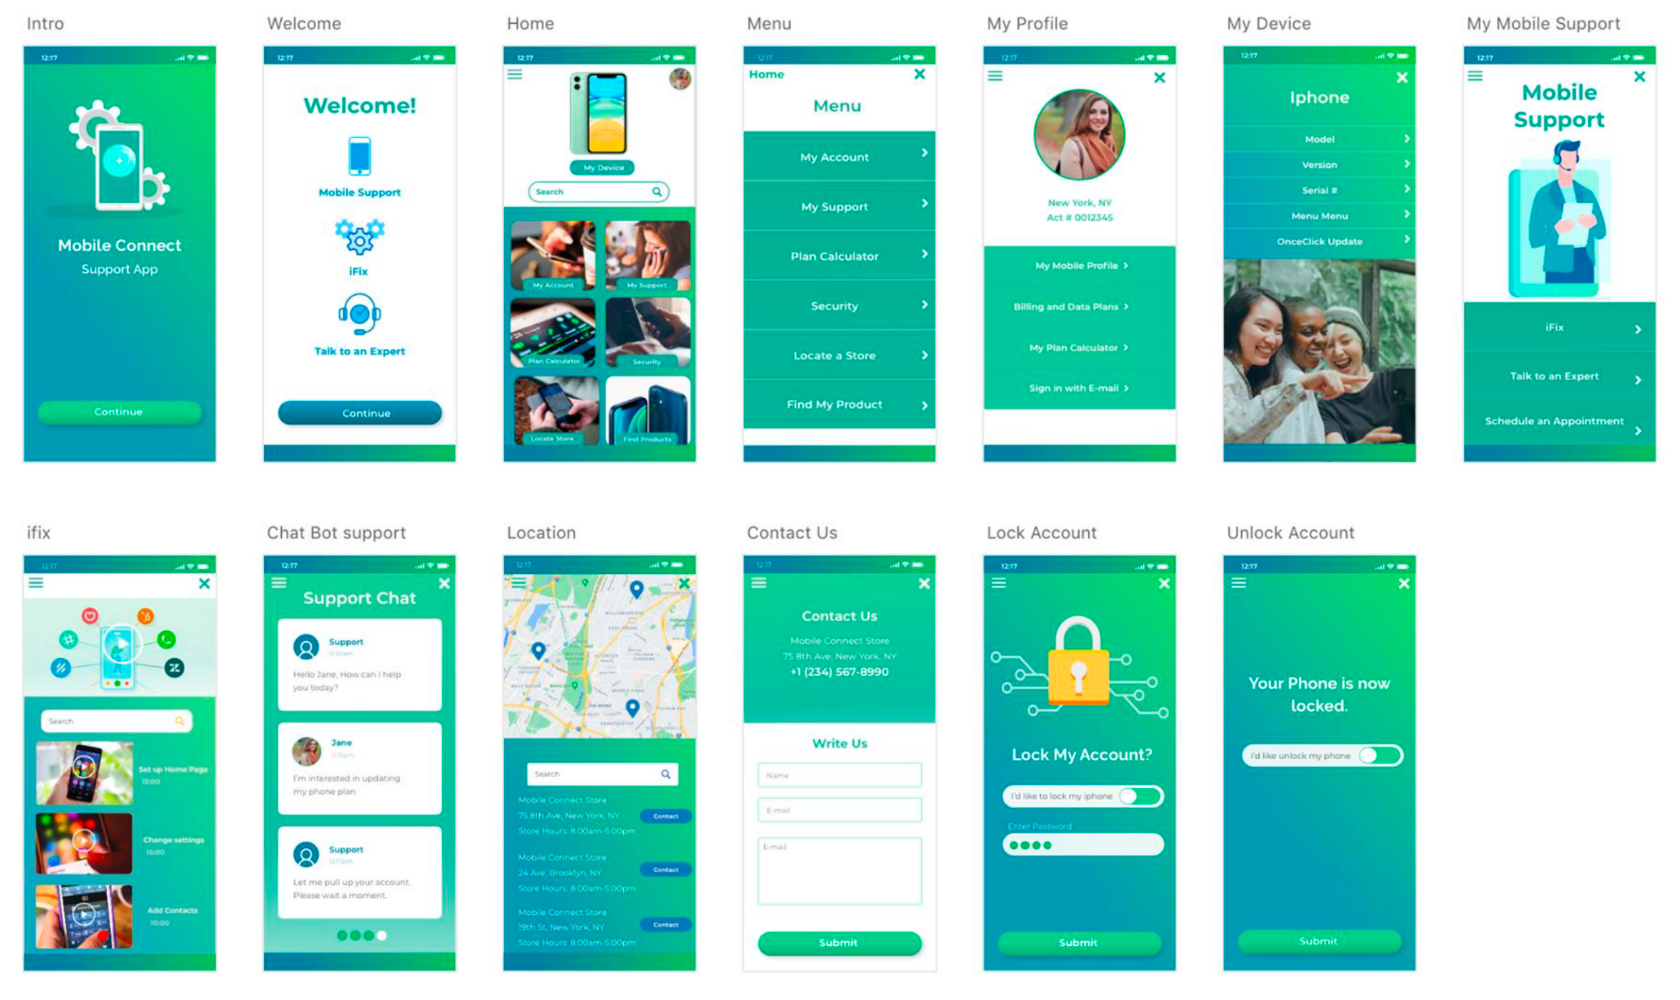 Intro
12:17
Mobile Connect
Support App
Continue
Welcome
12:17
Welcome!
Mobile Support
iFix
Talk to an Expert
Continue
Home
12:17
My Device
Search
My Account
My Support
Plan Calculator
Security
Locate Store
Find Products
Menu
12:17
Home
Menu
My Account
My Support
Plan Calculator
Security
Locate a Store
Find My Product
My Profile
12:17
New York, NY
Act # 0012345
My Mobile Profile
Billing and Data Plans
My Plan Calculator
Sign in with E-mail
My Device
12:17
Iphone
Model
Version
Serial #
Menu Menu
OnceClick Update
My Mobile Support
12:17
Mobile
Support
iFix
Talk to an Expert
Schedule an Appointment
ifix
12:17
Search
Set up Home Page
15:00
Change settings
13:00
Add Contacts
10:00
Chat Bot support
12:17
Support Chat
Support
Hello Jane, How can I help
you today?
Jane
I'm interested in updating
my phone plan.
Support
Let me pull up your account.
Please wait a moment.
Location
12:17
Search
Mobile Connect Store
75 8th Ave, New York, NY
Store Hours: 8:00am-5:00pm
Contact
Mobile Connect Store
24 Ave, Brooklyn, NY
Store Hours: 8:00am-5:00pm
Contact
Mobile Connect Store
19th St, New York, NY
Store Hours: 8:00am-5:00pm
Contact
Contact Us
12:17
Contact Us
Mobile Connect Store
75 8th Ave, New York, NY
+1 (234) 567-8990
Write Us
Name
E-mail
E-mail
Submit
Lock Account
12:17
Lock My Account?
I'd like to lock my iphone
Enter Password
Submit
Unlock Account
12:17
Your Phone is now
locked.
I'd like unlock my phone
Submit